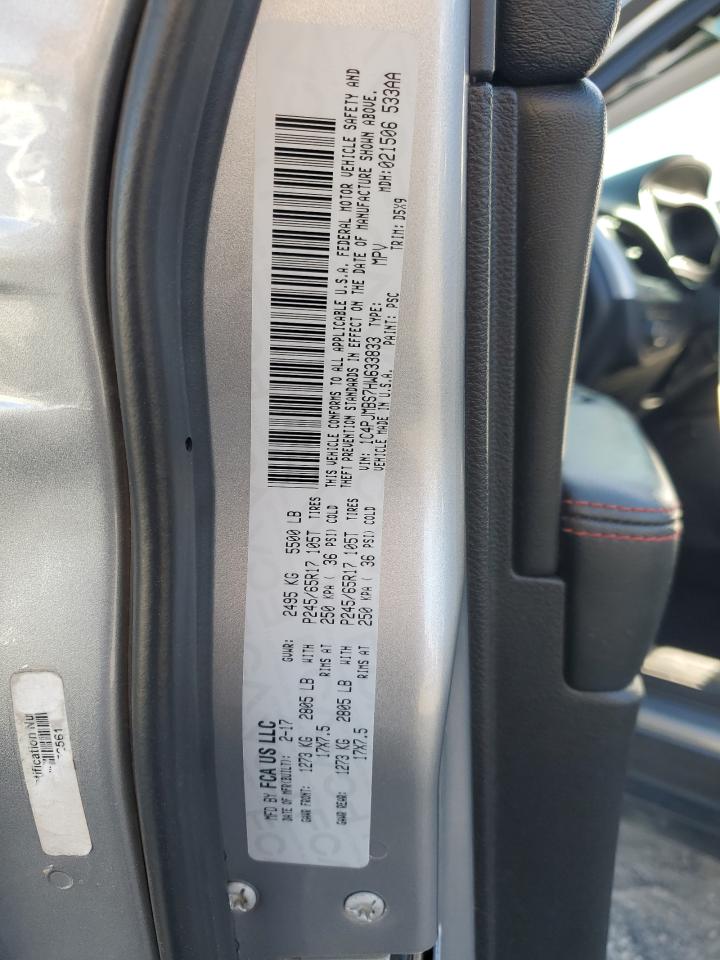 MFD BY FCA US LLC
DATE OF MFR(BUILT): 2-17 GVWR: 2495 KG 5500 LB
GAWR FRONT: 1273 KG 2805 LB WITH P245/65R17 105T TIRES
17X7.5 RIMS AT 250 KPA ( 36 PSI) COLD
GAWR REAR: 1273 KG 2805 LB WITH P245/65R17 105T TIRES
17X7.5 RIMS AT 250 KPA ( 36 PSI) COLD
THIS VEHICLE CONFORMS TO ALL APPLICABLE U.S.A. FEDERAL MOTOR VEHICLE SAFETY AND
THEFT PREVENTION STANDARDS IN EFFECT ON THE DATE OF MANUFACTURE SHOWN ABOVE.
VIN: 1C4PJMBS7HW633833 TYPE: MPV MDH:021506 533AA
VEHICLE MADE IN U.S.A. PAINT: PSC TRIM: D5X9